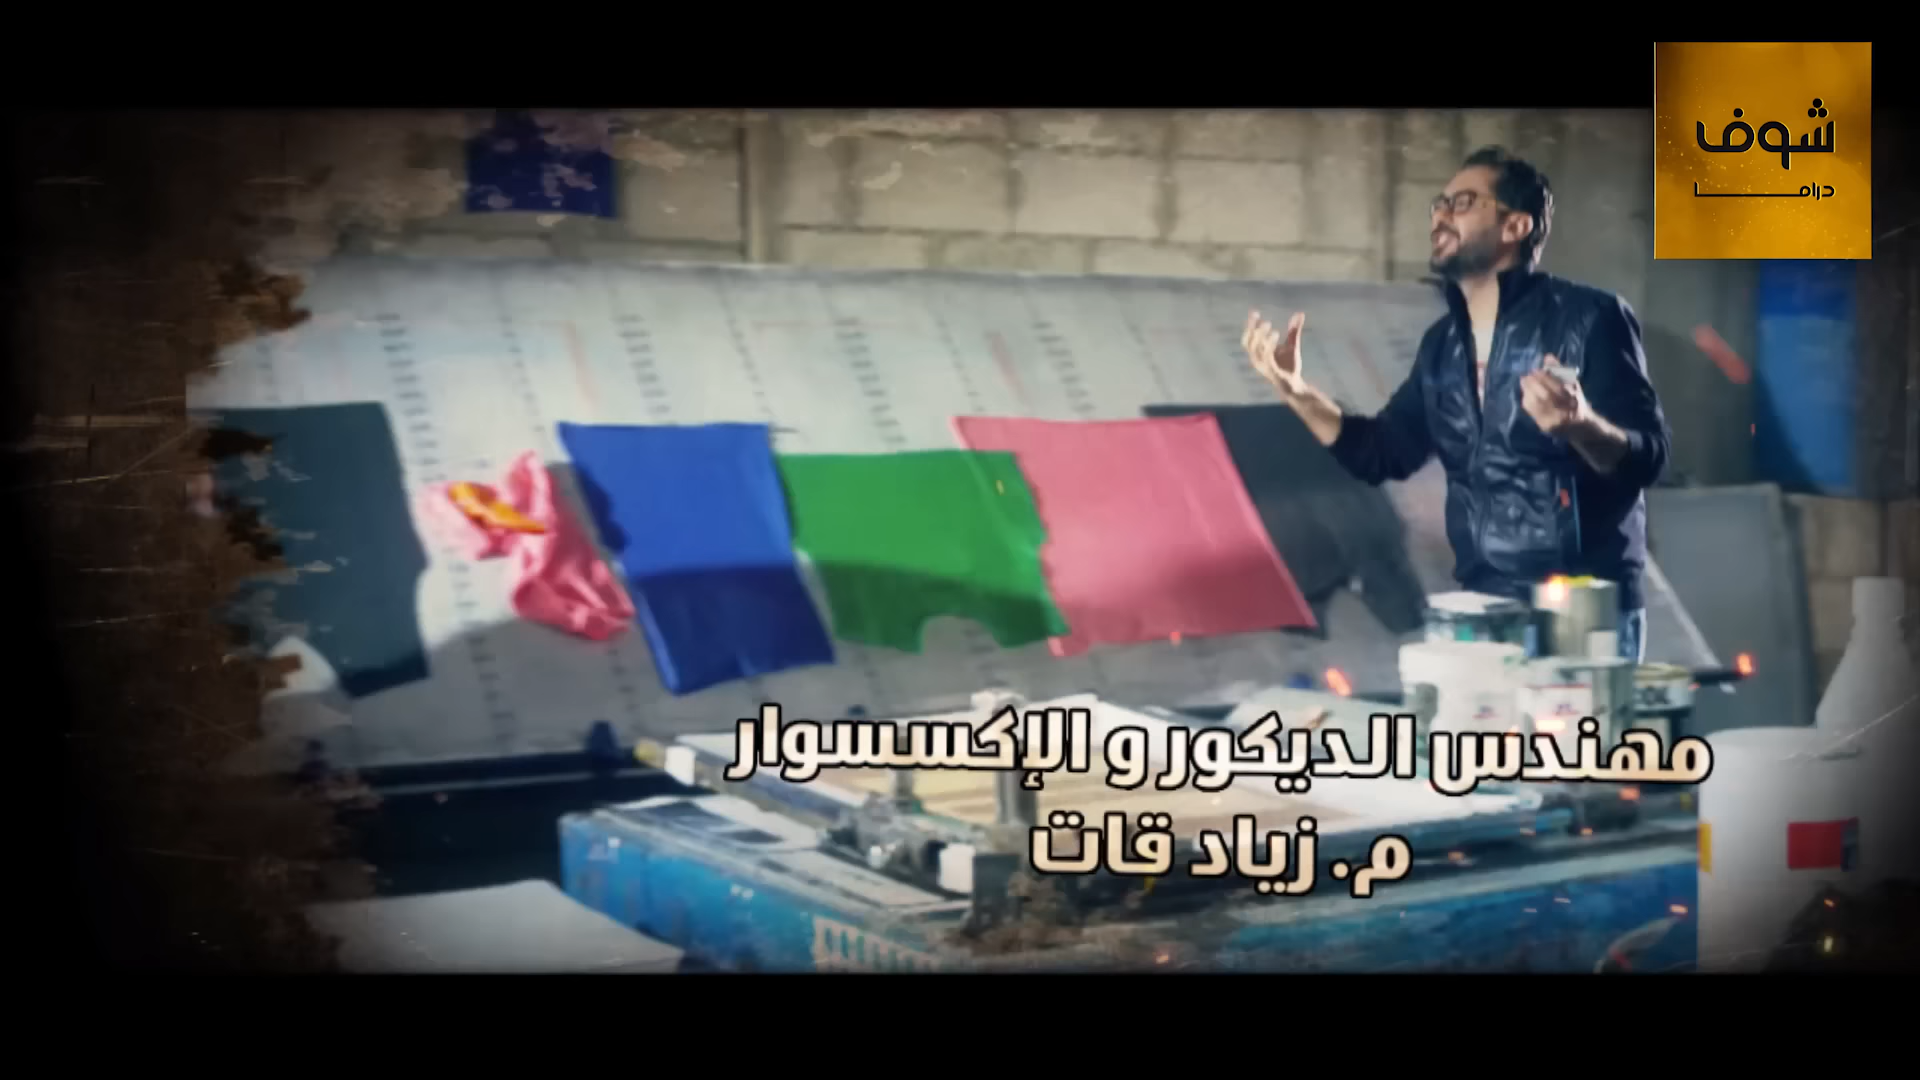 شوف
دراما
مهندس الديكور و الإكسسوار
م. زياد قات